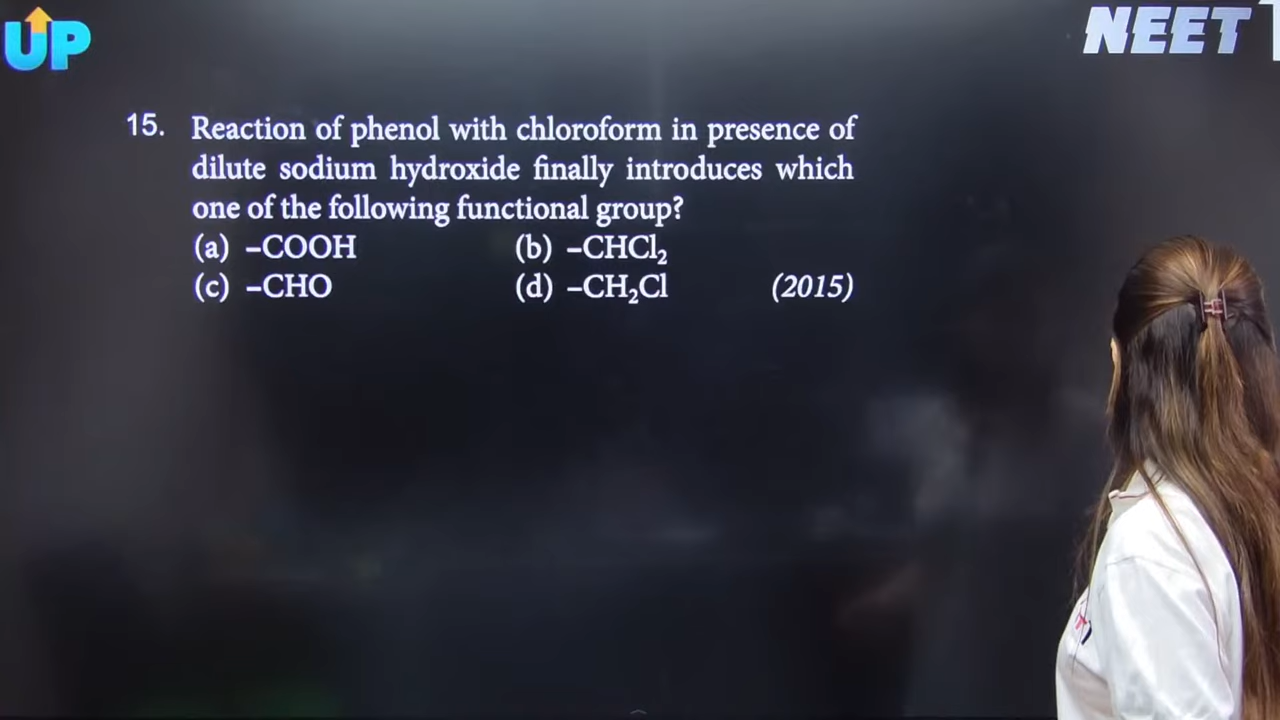 UP
NEET
15. Reaction of phenol with chloroform in presence of
dilute sodium hydroxide finally introduces which
one of the following functional group?
(a) –COOH (b) –CHCl₂
(c) –CHO (d) –CH₂Cl (2015)